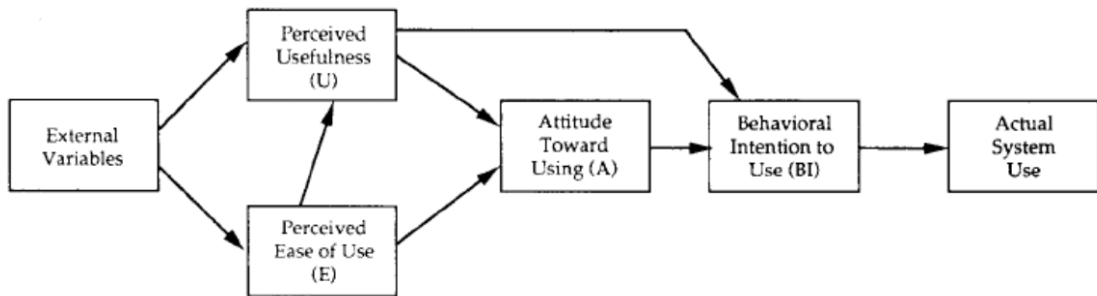 External
Variables
Perceived
Usefulness
(U)
Perceived
Ease of Use
(E)
Attitude
Toward
Using (A)
Behavioral
Intention to
Use (BI)
Actual
System
Use